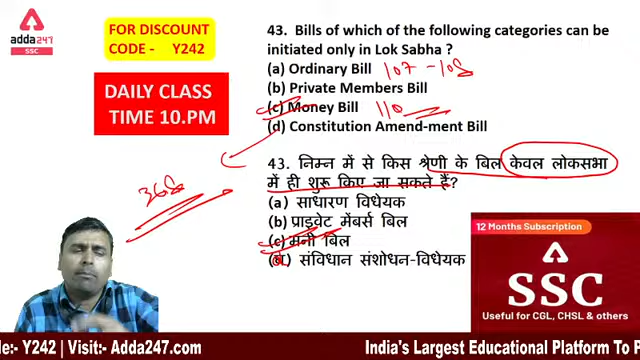 adda247
SSC
FOR DISCOUNT
CODE - Y242
DAILY CLASS
TIME 10.PM
43. Bills of which of the following categories can be
initiated only in Lok Sabha ?
(a) Ordinary Bill 107 - 108
(b) Private Members Bill
(c) Money Bill 110
(d) Constitution Amend-ment Bill
368
43. निम्न में से किस श्रेणी के बिल केवल लोकसभा
में ही शुरू किए जा सकते हैं?
(a) साधारण विधेयक
(b) प्राइवेट मेंबर्स बिल
(c) मनी बिल
(d) संविधान संशोधन-विधेयक
12 Months Subscription
SSC
Useful for CGL, CHSL & others
le:- Y242 | Visit:- Adda247.com
India's Largest Educational Platform To P